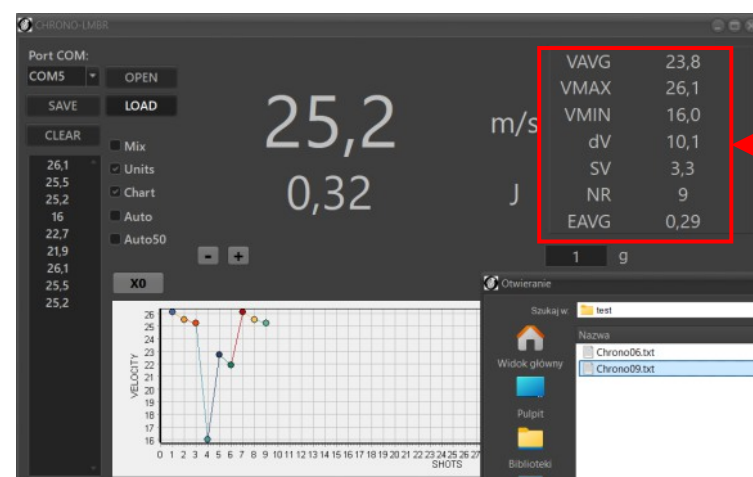 CHRONO-LMBR
Port COM:
COM5
OPEN
SAVE
LOAD
CLEAR
Mix
Units
Chart
Auto
Auto50
26,1
25,5
25,2
16
22,7
21,9
26,1
25,5
25,2
25,2 m/s
0,32 J
- +
X0
VAVG 23,8
VMAX 26,1
VMIN 16,0
dV 10,1
SV 3,3
NR 9
EAVG 0,29
1 g
VELOCITY
26
25
24
23
22
21
20
19
18
17
16
0 1 2 3 4 5 6 7 8 9 10 11 12 13 14 15 16 17 18 19 20 21 22 23 24 25 26 27
SHOTS
Otwieranie
Szukaj w: test
Nazwa
Chrono06.txt
Chrono09.txt
Widok główny
Pulpit
Biblioteki